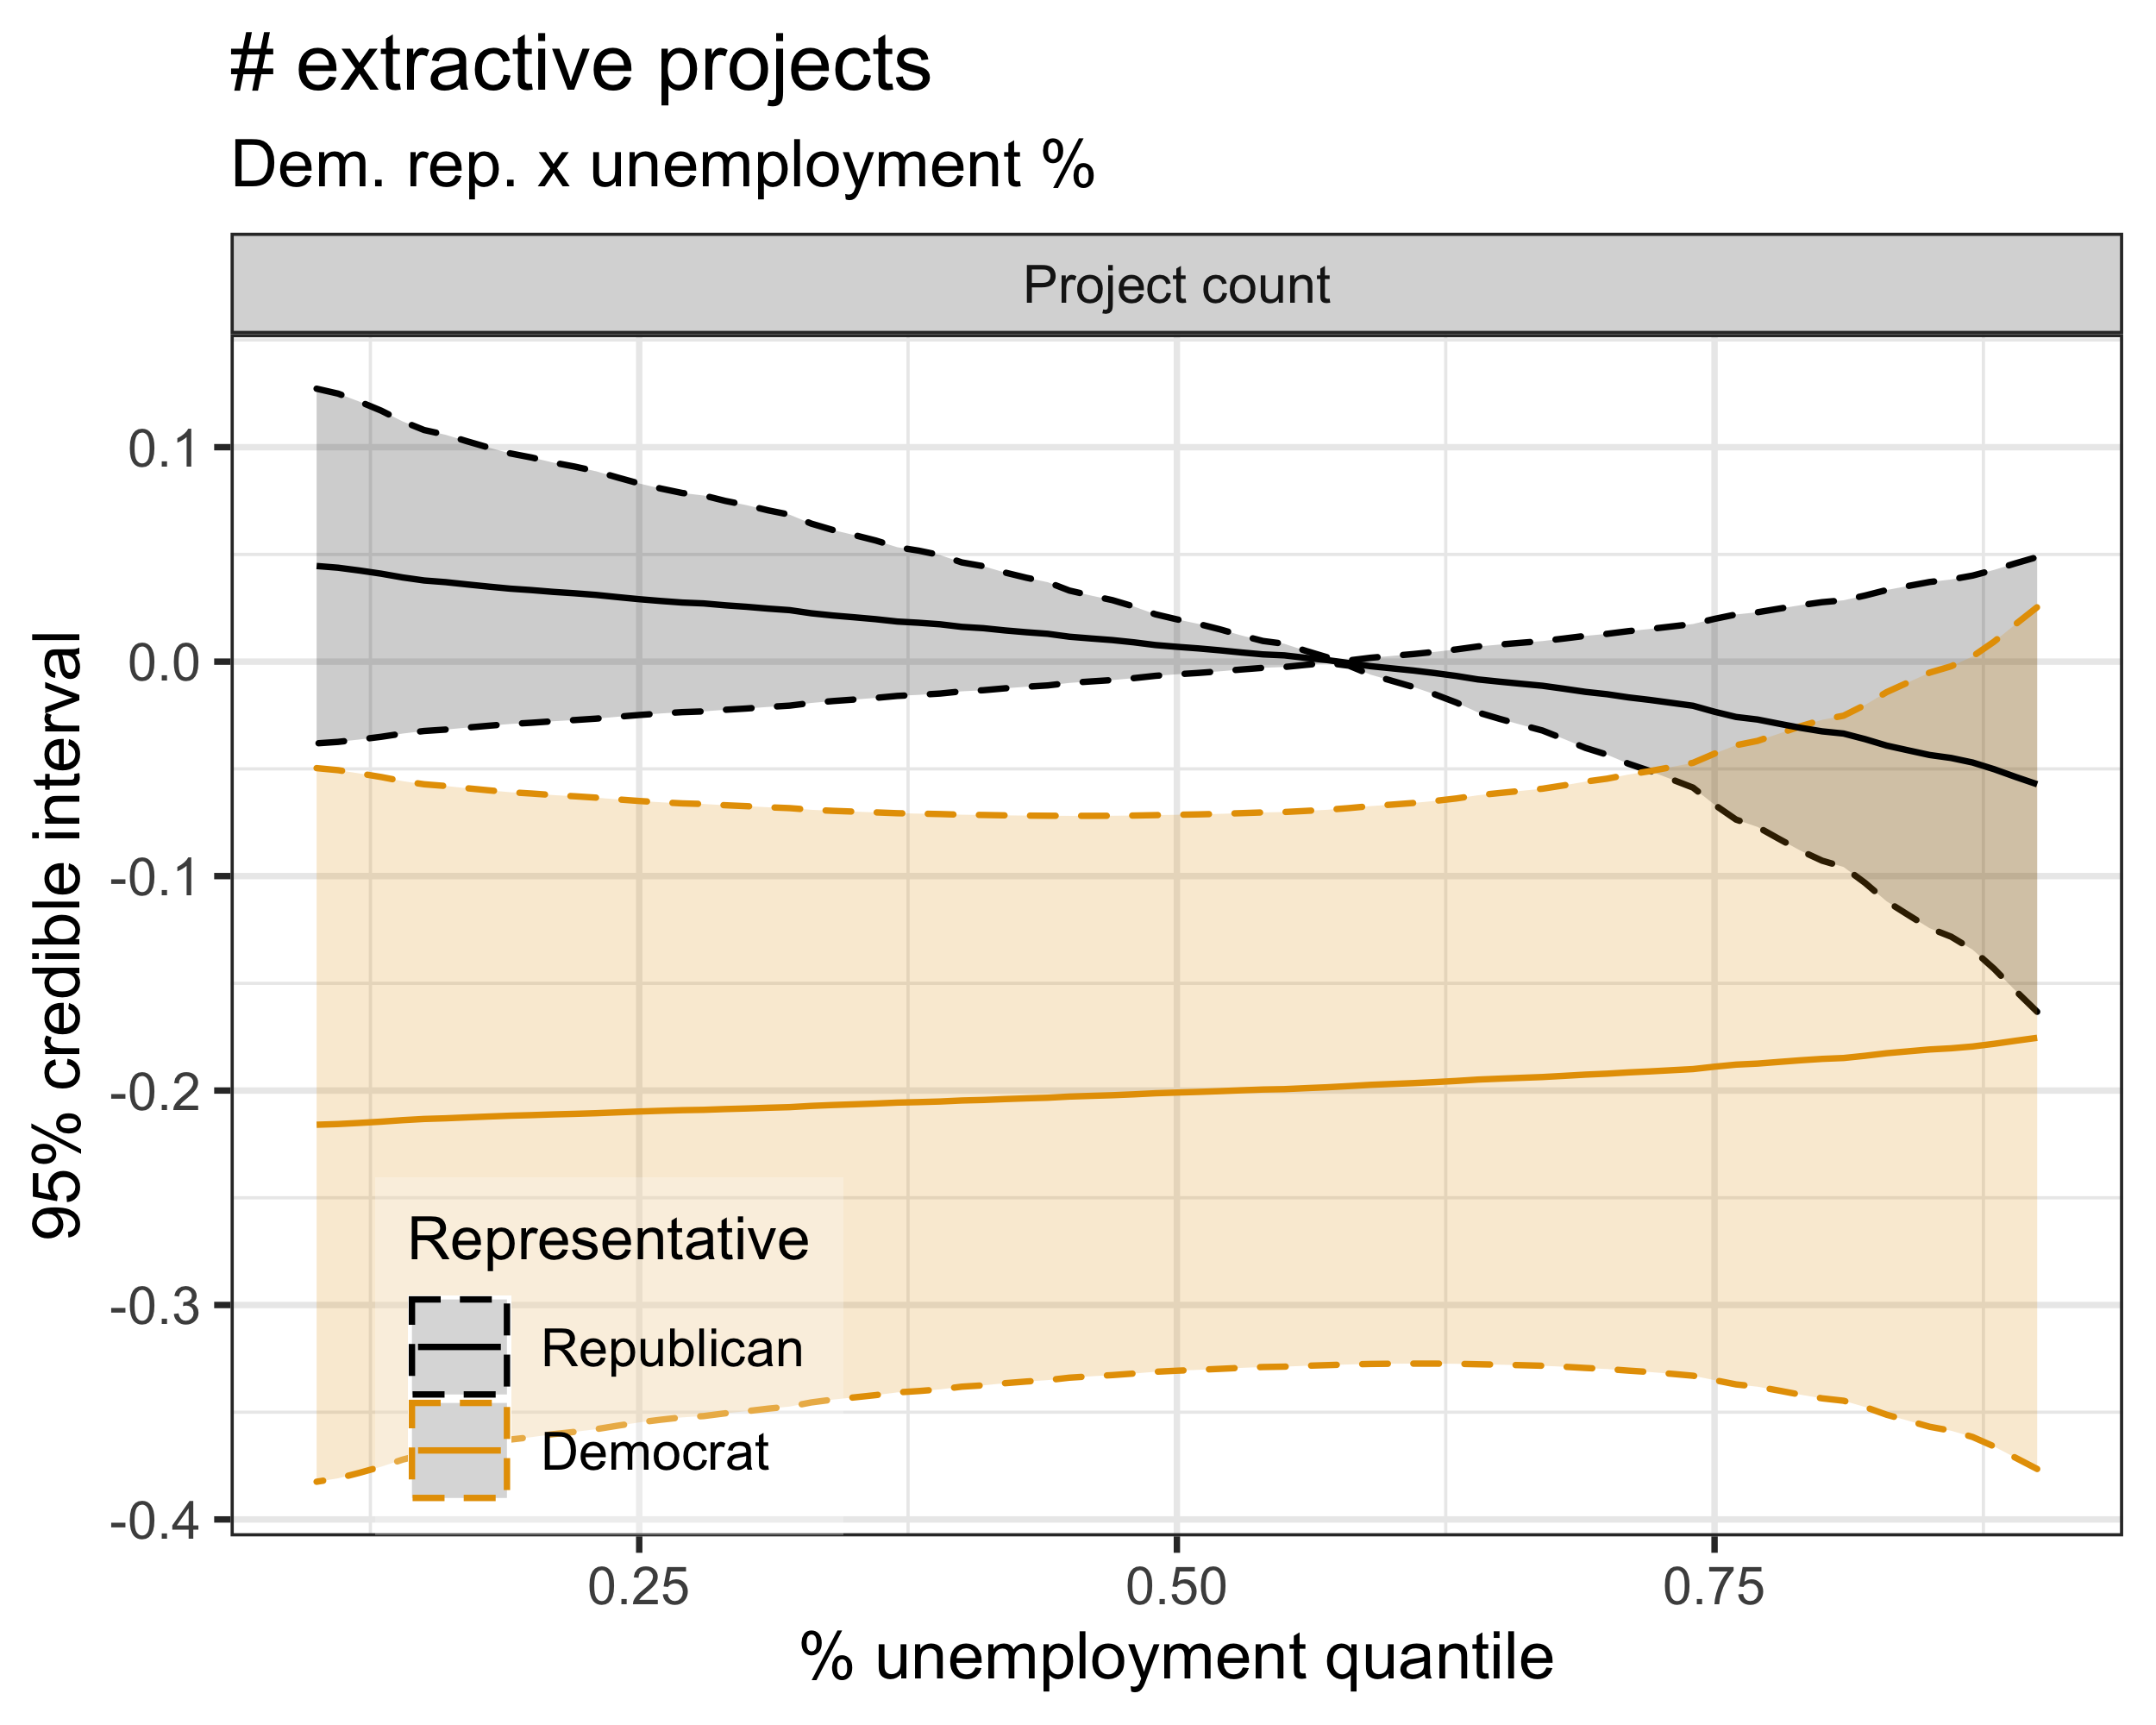 # extractive projects
Dem. rep. x unemployment %
Project count
95% credible interval
0.1
0.0
-0.1
-0.2
-0.3
-0.4
Representative
Republican
Democrat
0.25 0.50 0.75
% unemployment quantile